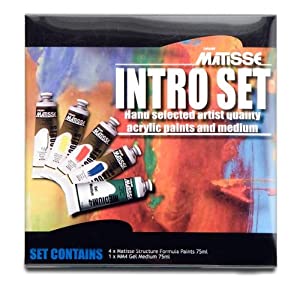 MATISSE
INTRO SET
Hand selected artist quality
acrylic paints and medium
SET CONTAINS
4 x Matisse Structure Formula Paints 75ml
1 x MM4 Gel Medium 75ml